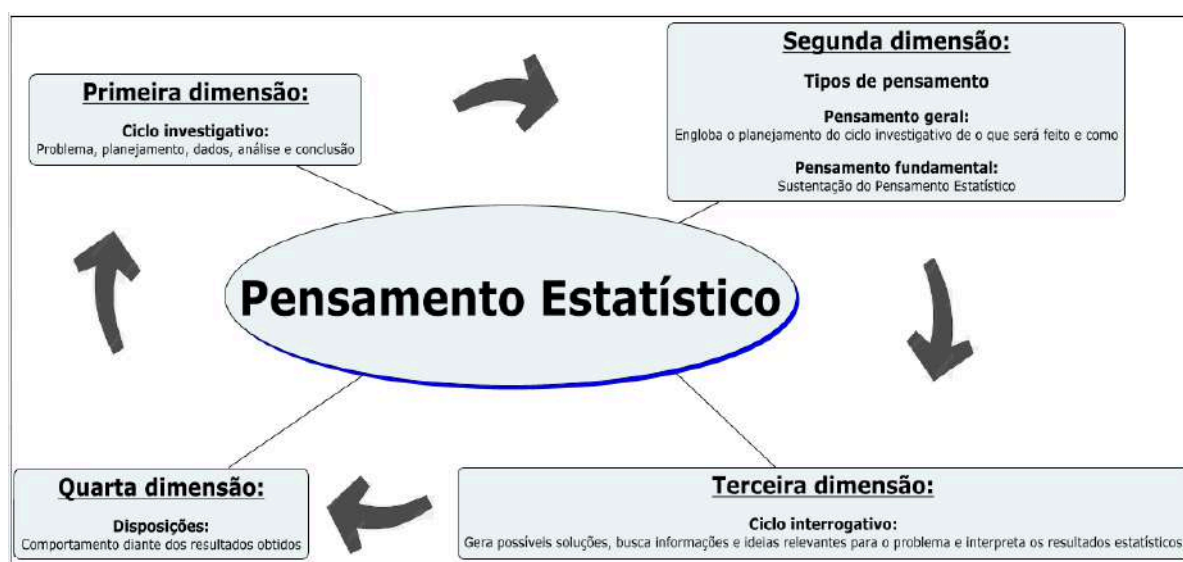 Primeira dimensão:
Ciclo investigativo:
Problema, planejamento, dados, análise e conclusão
Segunda dimensão:
Tipos de pensamento
Pensamento geral:
Engloba o planejamento do ciclo investigativo de o que será feito e como
Pensamento fundamental:
Sustentação do Pensamento Estatístico
Pensamento Estatístico
Quarta dimensão:
Disposições:
Comportamento diante dos resultados obtidos
Terceira dimensão:
Ciclo interrogativo:
Gera possíveis soluções, busca informações e ideias relevantes para o problema e interpreta os resultados estatísticos